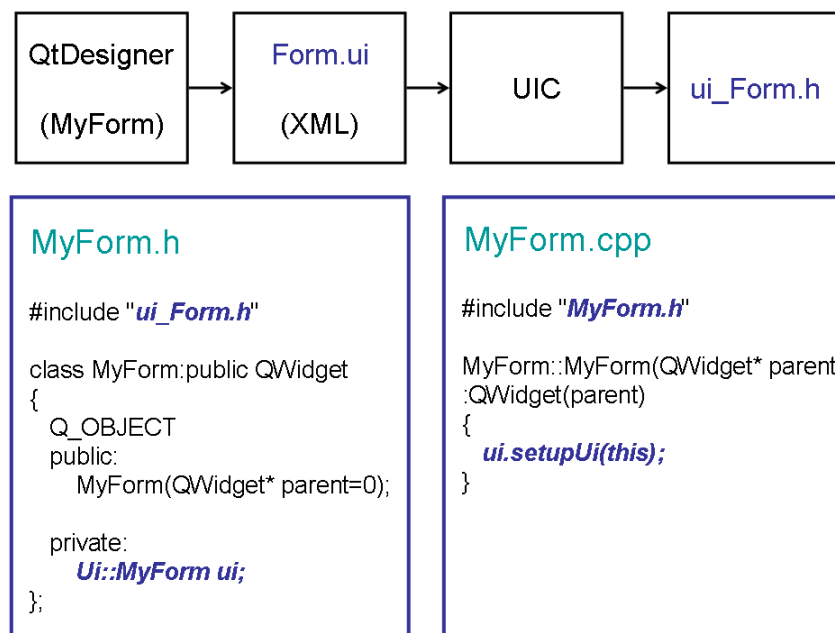 QtDesigner
(MyForm)
Form.ui
(XML)
UIC
ui_Form.h
MyForm.h
#include "ui_Form.h"
class MyForm:public QWidget
{
Q_OBJECT
public:
MyForm(QWidget* parent=0);
private:
Ui::MyForm ui;
};
MyForm.cpp
#include "MyForm.h"
MyForm::MyForm(QWidget* parent
:QWidget(parent)
{
ui.setupUi(this);
}